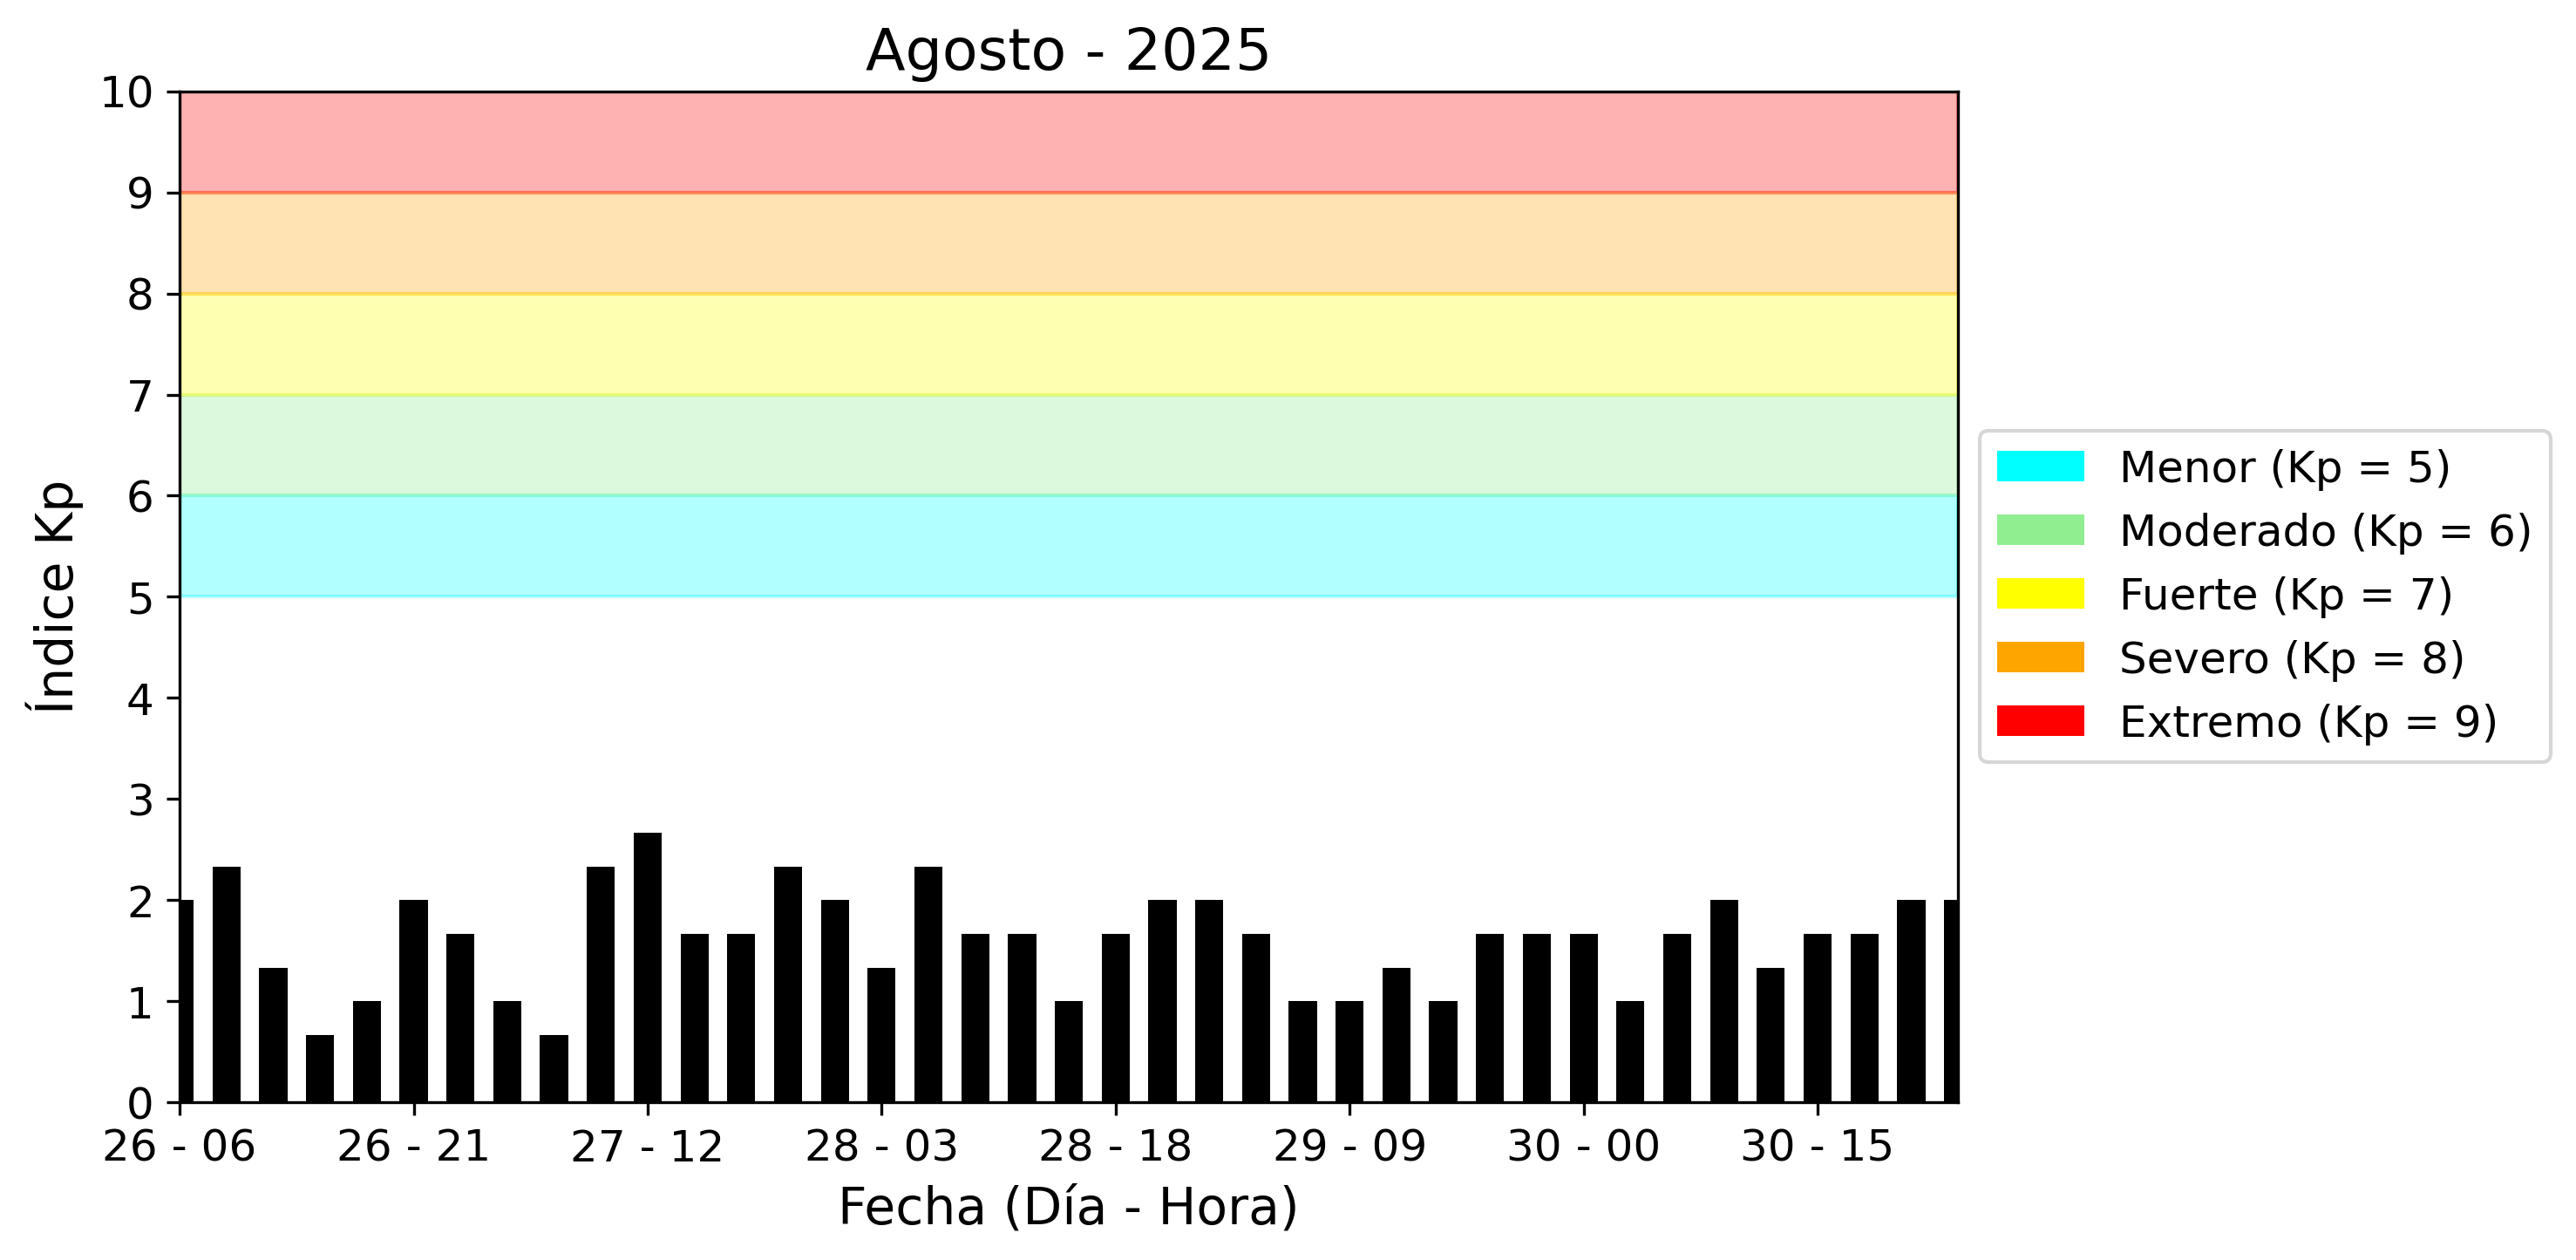 Agosto - 2025
10
9
8
7
6
5
4
3
2
1
0
Índice Kp
26 - 06
26 - 21
27 - 12
28 - 03
28 - 18
29 - 09
30 - 00
30 - 15
Fecha (Día - Hora)
Menor (Kp = 5)
Moderado (Kp = 6)
Fuerte (Kp = 7)
Severo (Kp = 8)
Extremo (Kp = 9)